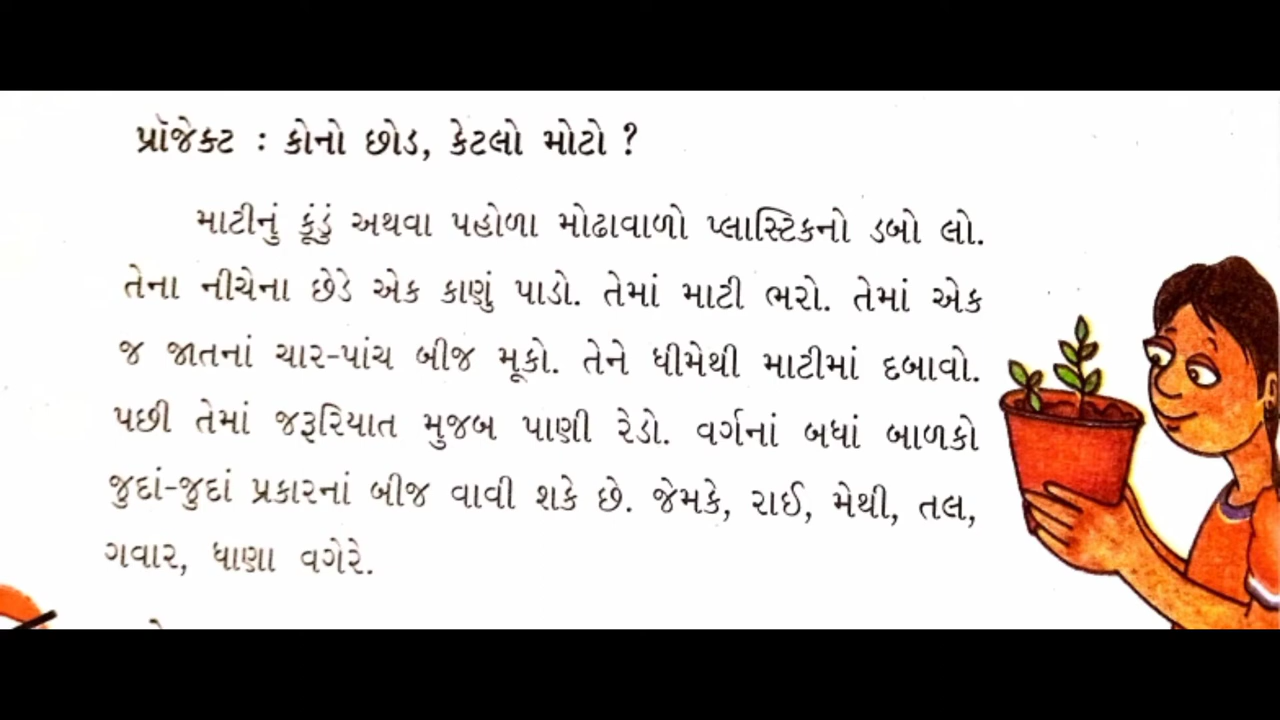 પ્રૉજેક્ટ : કોનો છોડ, કેટલો મોટો ?
માટીનું કૂંડું અથવા પહોળા મોઢાવાળો પ્લાસ્ટિકનો ડબો લો.
તેના નીચેના છેડે એક કાણું પાડો. તેમાં માટી ભરો. તેમાં એક
જ જાતનાં ચાર-પાંચ બીજ મૂકો. તેને ધીમેથી માટીમાં દબાવો.
પછી તેમાં જરૂરિયાત મુજબ પાણી રેડો. વર્ગનાં બધાં બાળકો
જુદાં-જુદાં પ્રકારનાં બીજ વાવી શકે છે. જેમકે, રાઈ, મેથી, તલ,
ગવાર, ધાણા વગેરે.